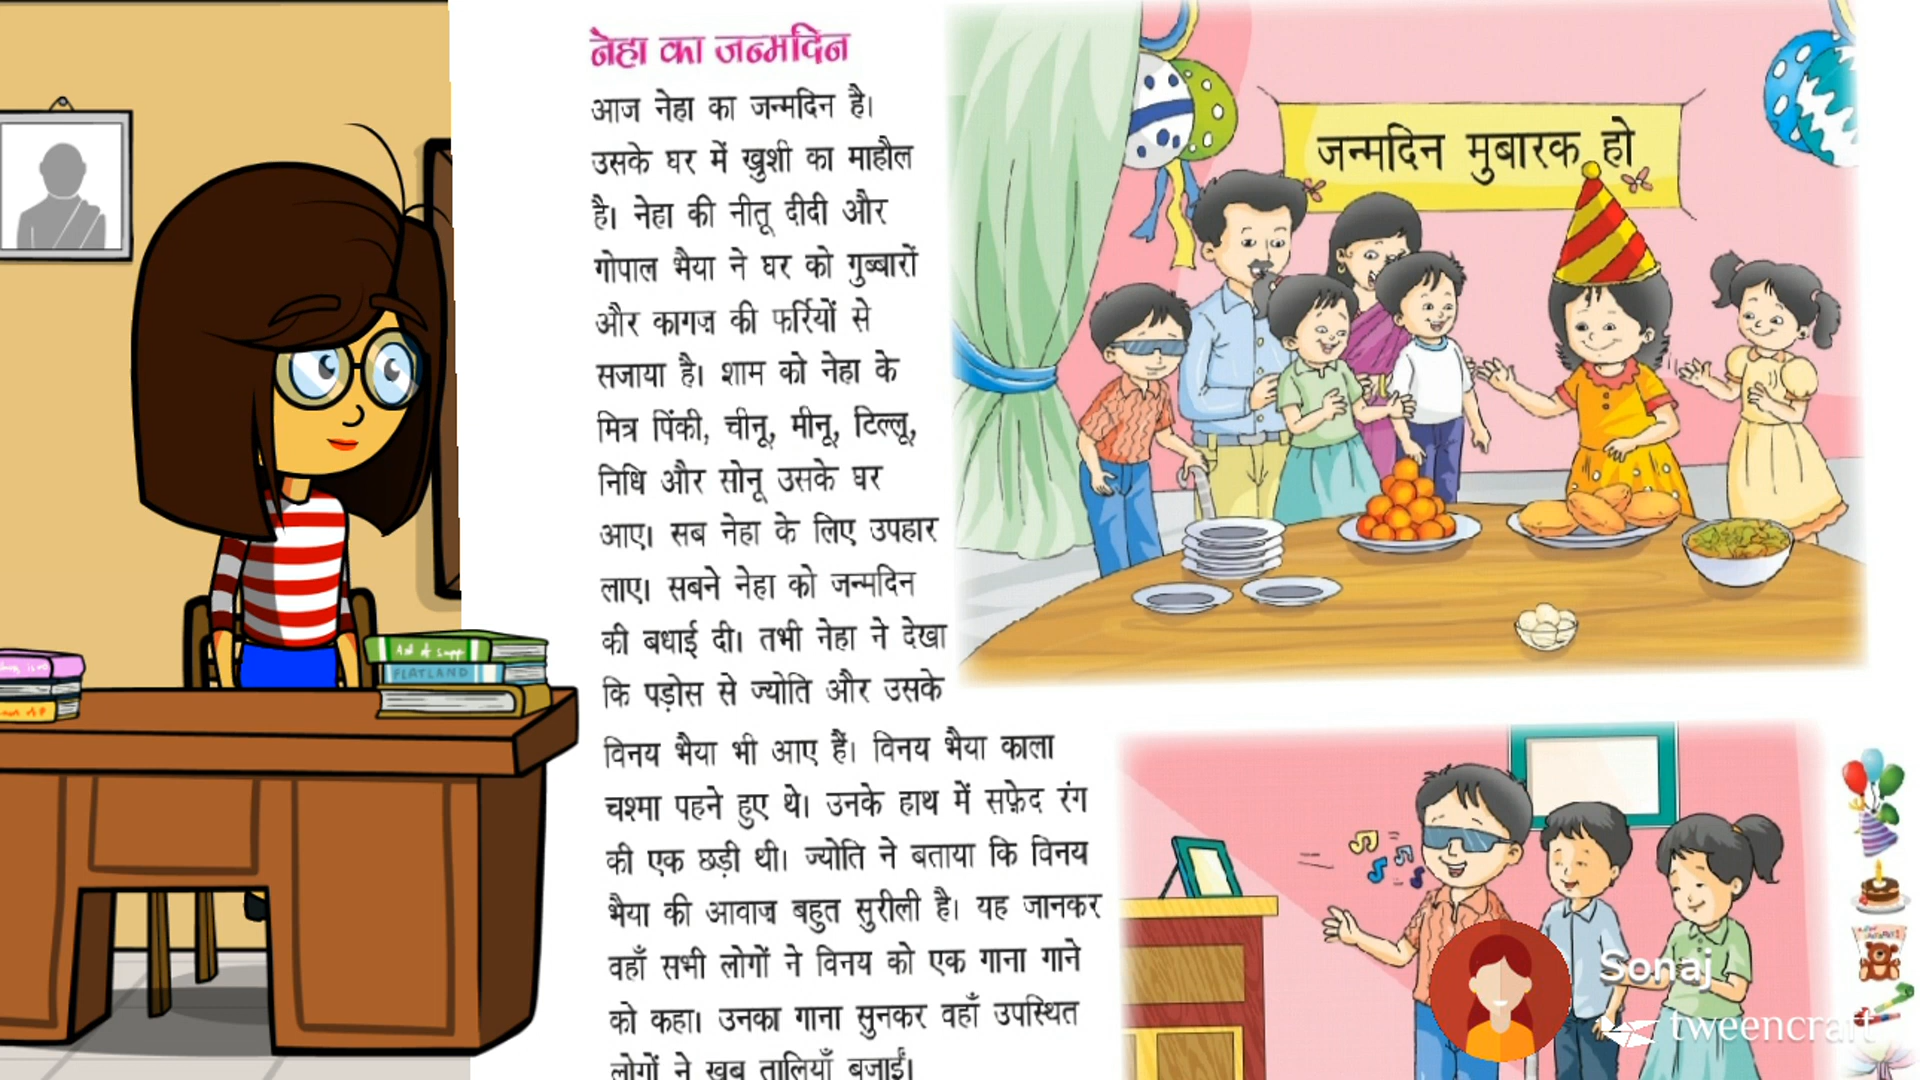 नेहा का जन्मदिन
आज नेहा का जन्मदिन है।
उसके घर में खुशी का माहौल
है। नेहा की नीतू दीदी और
गोपाल भैया ने घर को गुब्बारों
और कागज़ की फर्रियों से
सजाया है। शाम को नेहा के
मित्र पिंकी, चीनू, मीनू, टिल्लू,
निधि और सोनू उसके घर
आए। सब नेहा के लिए उपहार
लाए। सबने नेहा को जन्मदिन
की बधाई दी। तभी नेहा ने देखा
कि पड़ोस से ज्योति और उसके
विनय भैया भी आए हैं। विनय भैया काला
चश्मा पहने हुए थे। उनके हाथ में सफ़ेद रंग
की एक छड़ी थी। ज्योति ने बताया कि विनय
भैया की आवाज़ बहुत सुरीली है। यह जानकर
वहाँ सभी लोगों ने विनय को एक गाना गाने
को कहा। उनका गाना सुनकर वहाँ उपस्थित
लोगों ने खूब तालियाँ बजाईं।
जन्मदिन मुबारक हो
FLATLAND
Sonaj
tweencraft